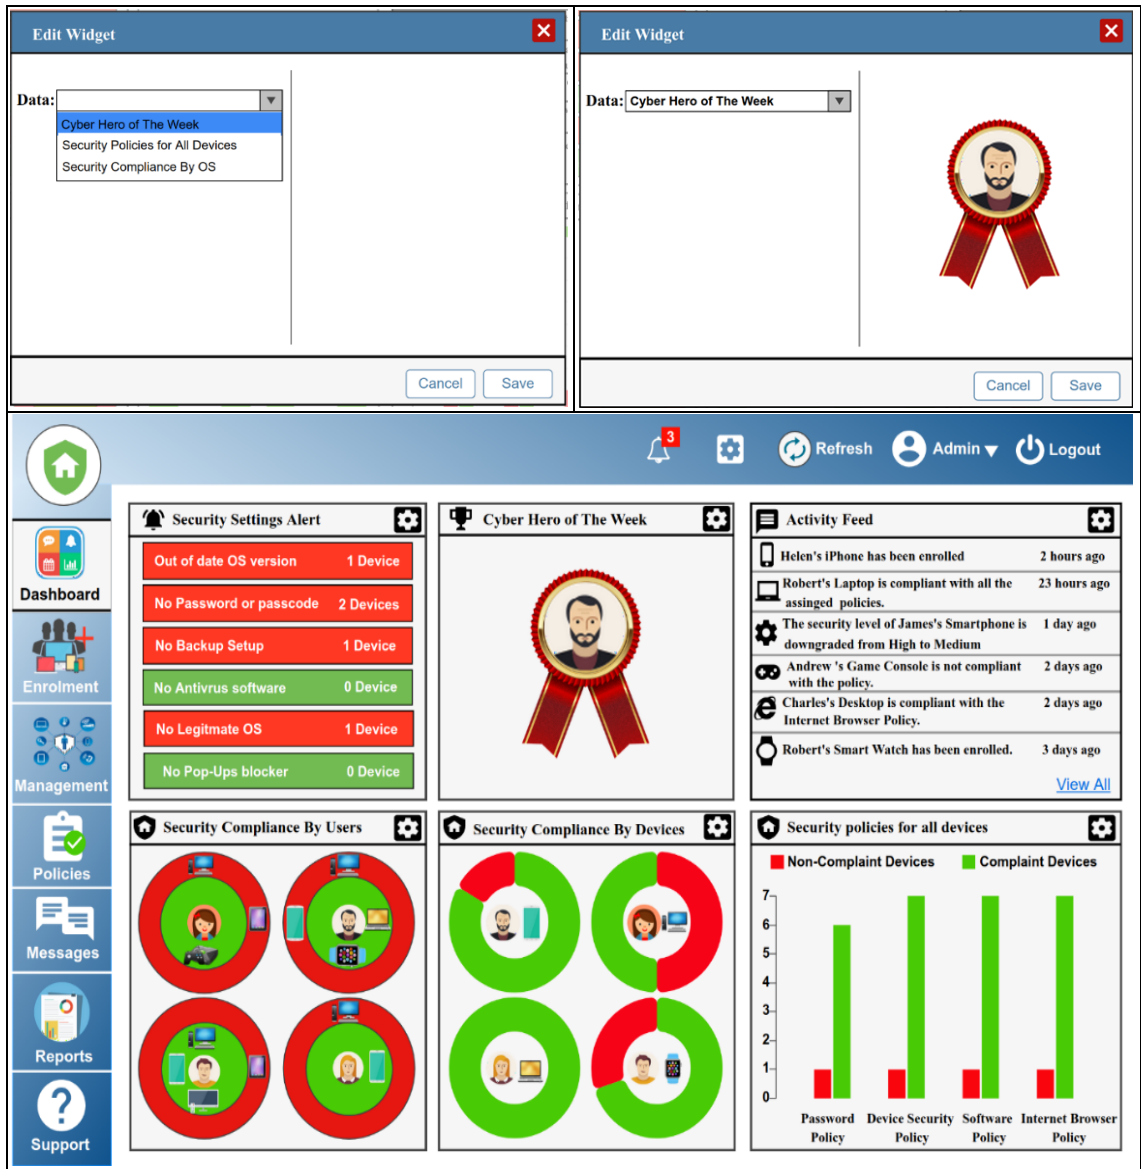 Edit Widget
Data:
Cyber Hero of The Week
Security Policies for All Devices
Security Compliance By OS
Cancel Save
Edit Widget
Data: Cyber Hero of The Week
Cancel Save
3
Refresh Admin Logout
Dashboard
Enrolment
Management
Policies
Messages
Reports
Support
Security Settings Alert
Out of date OS version 1 Device
No Password or passcode 2 Devices
No Backup Setup 1 Device
No Antivrus software 0 Device
No Legitmate OS 1 Device
No Pop-Ups blocker 0 Device
Cyber Hero of The Week
Activity Feed
Helen's iPhone has been enrolled 2 hours ago
Robert's Laptop is compliant with all the 23 hours ago
assinged policies.
The security level of James's Smartphone is 1 day ago
downgraded from High to Medium
Andrew 's Game Console is not compliant 2 days ago
with the policy.
Charles's Desktop is compliant with the 2 days ago
Internet Browser Policy.
Robert's Smart Watch has been enrolled. 3 days ago
View All
Security Compliance By Users
Security Compliance By Devices
Security policies for all devices
Non-Complaint Devices Complaint Devices
7
6
5
4
3
2
1
0
Password Device Security Software Internet Browser
Policy Policy Policy Policy